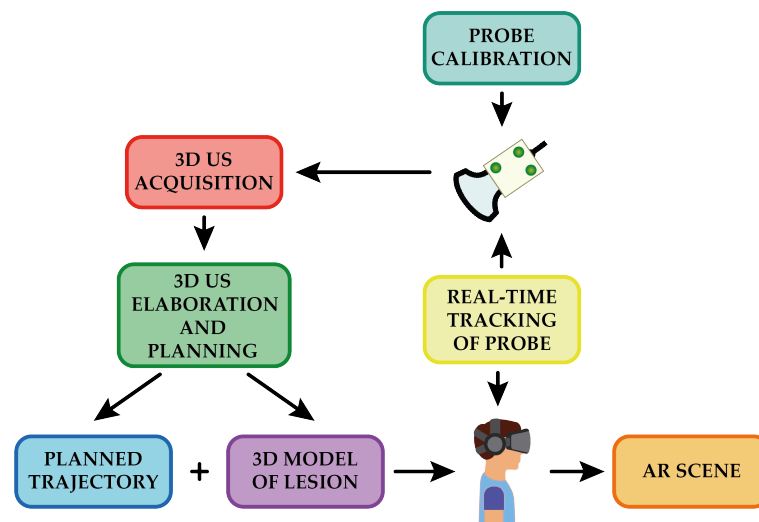 PROBE
CALIBRATION
3D US
ACQUISITION
3D US
ELABORATION
AND
PLANNING
REAL-TIME
TRACKING
OF PROBE
PLANNED
TRAJECTORY
+
3D MODEL
OF LESION
AR SCENE